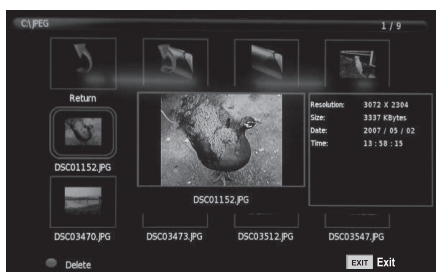 C:\JPEG 1 / 9
Return
Resolution: 3072 X 2304
Size: 3337 KBytes
Date: 2007 / 05 / 02
Time: 13 : 58 : 15
DSC01152.JPG
DSC01152.JPG
DSC03470.JPG DSC03473.JPG DSC03512.JPG DSC03547.JPG
Delete EXIT Exit